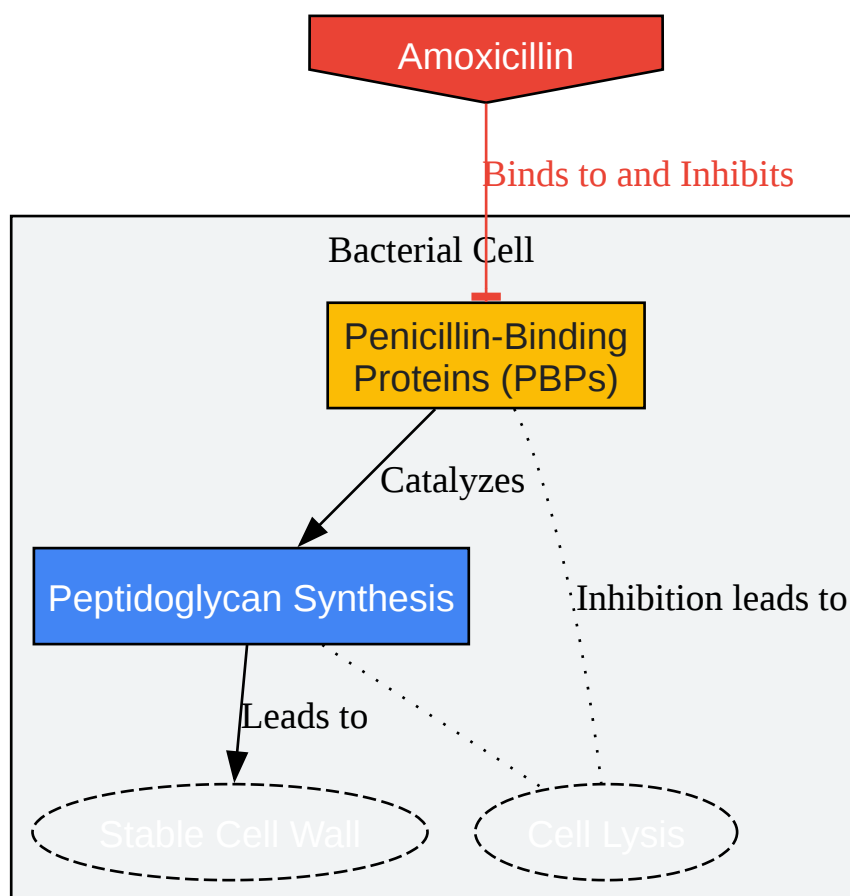 Amoxicillin
Binds to and Inhibits
Bacterial Cell
Penicillin-Binding
Proteins (PBPs)
Catalyzes
Peptidoglycan Synthesis
Inhibition leads to
Leads to
Stable Cell Wall
Cell Lysis